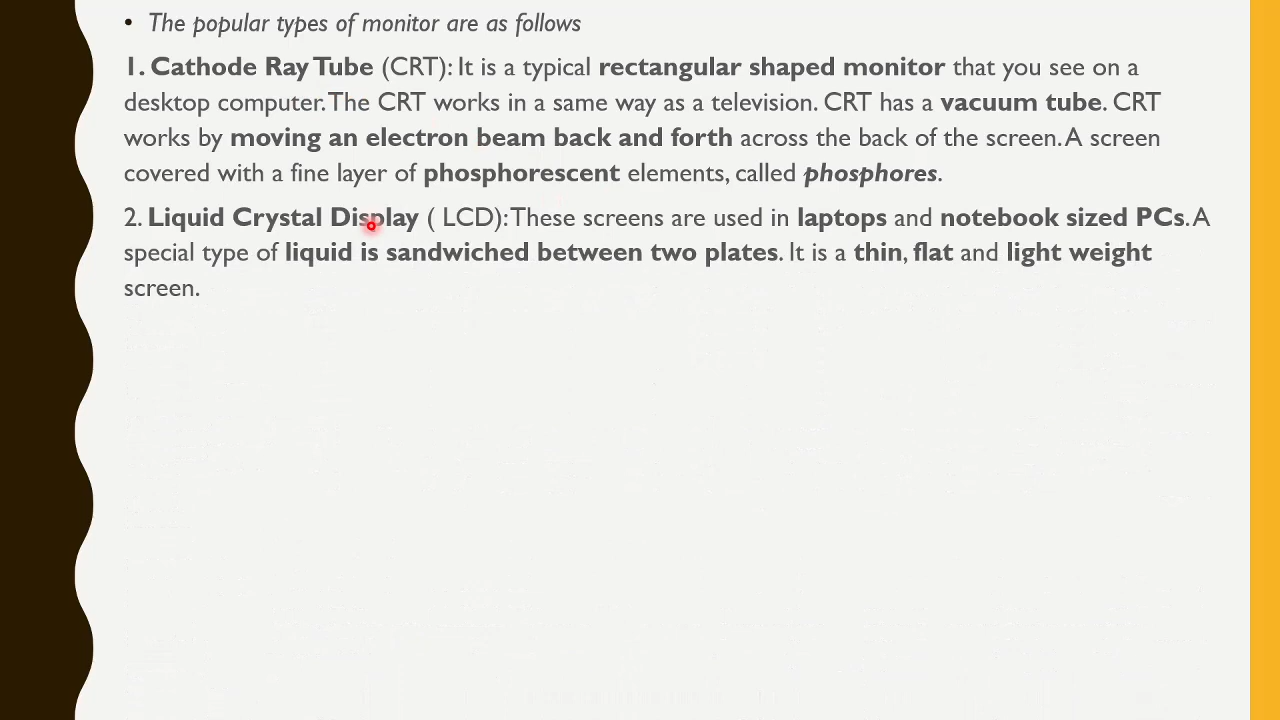 • The popular types of monitor are as follows
1. Cathode Ray Tube (CRT): It is a typical rectangular shaped monitor that you see on a
desktop computer. The CRT works in a same way as a television. CRT has a vacuum tube. CRT
works by moving an electron beam back and forth across the back of the screen. A screen
covered with a fine layer of phosphorescent elements, called phosphores.
2. Liquid Crystal Display ( LCD): These screens are used in laptops and notebook sized PCs. A
special type of liquid is sandwiched between two plates. It is a thin, flat and light weight
screen.